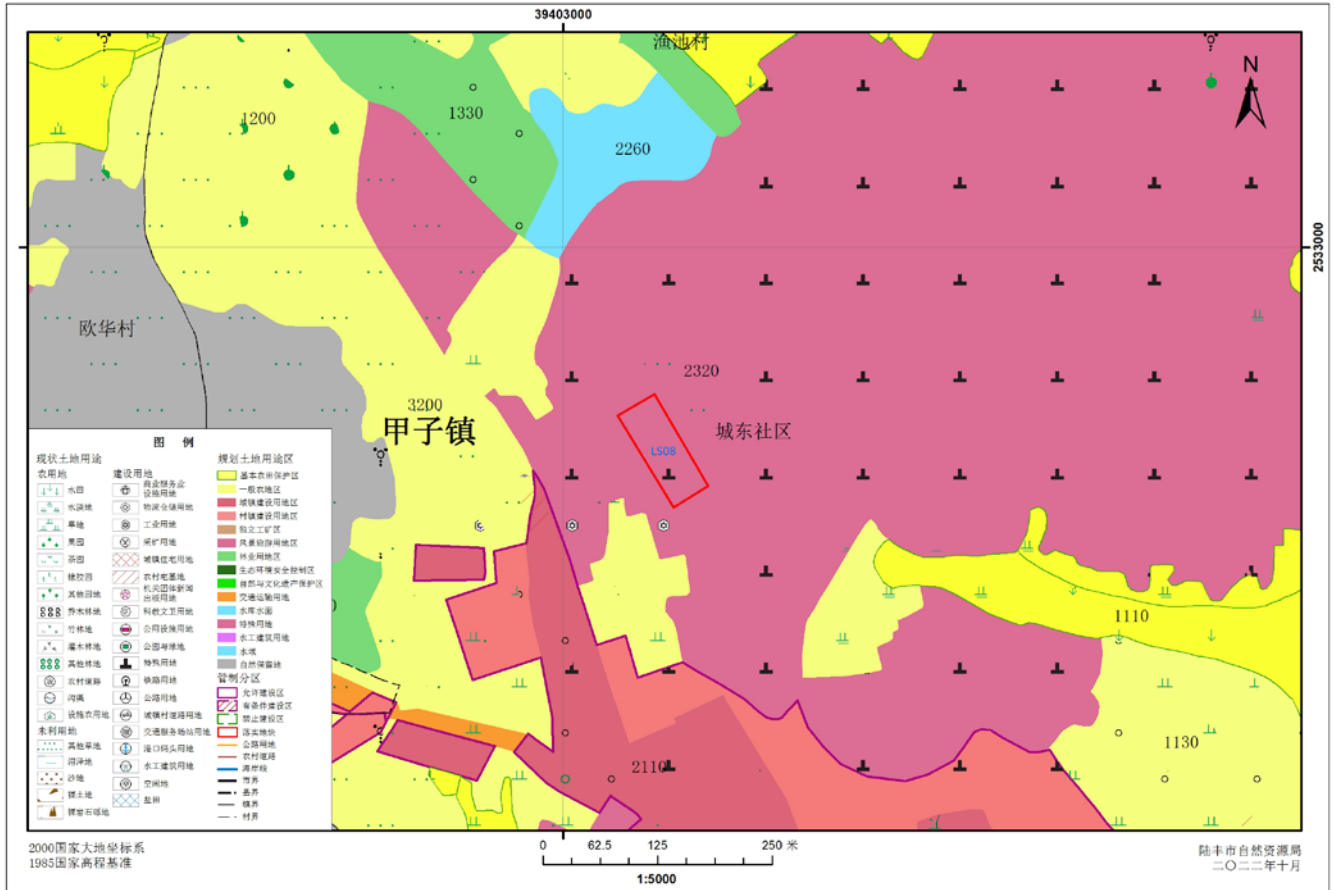 39403000
渔池村
N
1200
1330
2260
2533000
欧华村
2320
3200
甲子镇
城东社区
LS08
图 例
现状土地用途
农用地
水田
水浇地
旱地
果园
茶园
橡胶园
其他园地
乔木林地
竹林地
灌木林地
其他林地
农村道路
沟渠
设施农用地
未利用地
其他草地
沼泽地
沙地
裸土地
裸岩石砾地
建设用地
商业服务业
设施用地
物流仓储用地
工业用地
采矿用地
城镇住宅用地
农村宅基地
机关团体新闻
出版用地
科教文卫用地
公用设施用地
公园与绿地
特殊用地
铁路用地
公路用地
城镇村道路用地
交通服务场站用地
港口码头用地
水工建筑用地
空闲地
盐田
规划土地用途区
基本农田保护区
一般农地区
城镇建设用地区
村镇建设用地区
独立工矿区
风景旅游用地区
林业用地区
生态环境安全控制区
自然与文化遗产保护区
交通运输用地
水库水面
特殊用地
水工建筑用地
水域
自然保留地
管制分区
允许建设区
有条件建设区
禁止建设区
落实地块
公路用地
农村道路
海岸线
市界
县界
镇界
村界
1110
1130
2110
2000国家大地坐标系
1985国家高程基准
0 62.5 125 250 米
1:5000
陆丰市自然资源局
二〇二二年十月